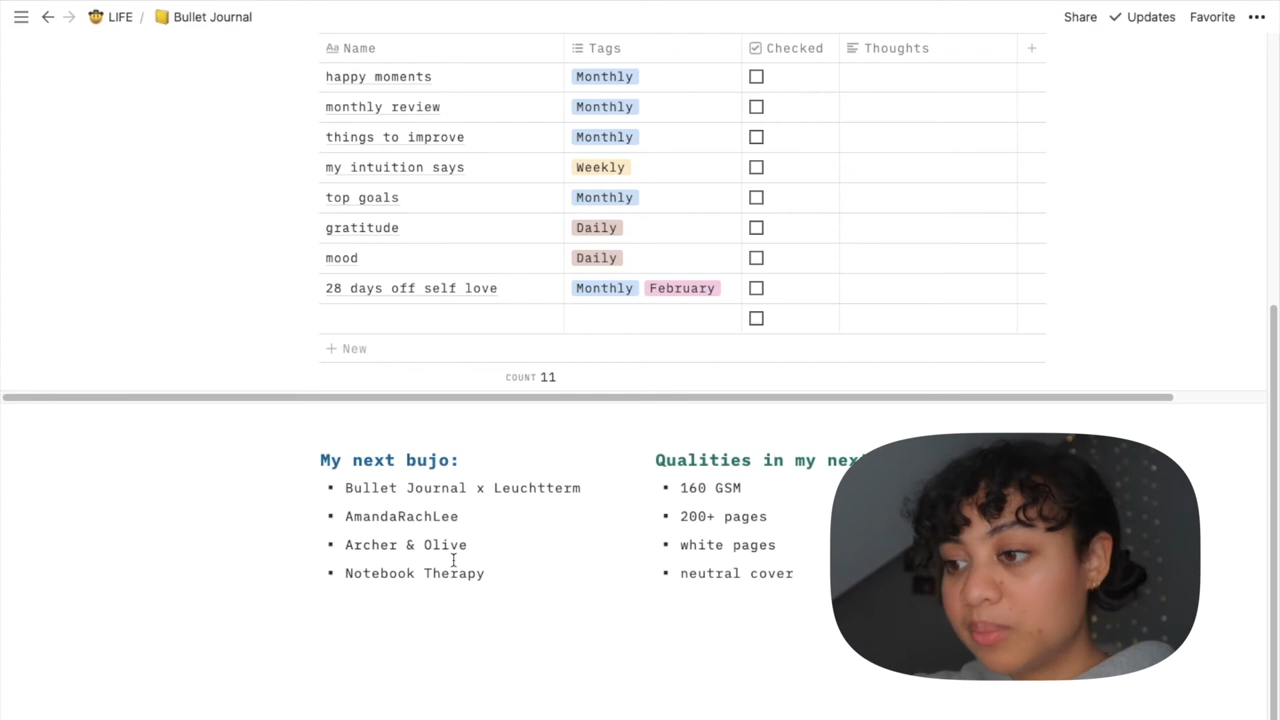 LIFE / Bullet Journal Share Updates Favorite
Aa Name Tags Checked Thoughts
happy moments Monthly
monthly review Monthly
things to improve Monthly
my intuition says Weekly
top goals Monthly
gratitude Daily
mood Daily
28 days off self love Monthly February
+ New
COUNT 11
My next bujo:
Bullet Journal x Leuchtterm
AmandaRachLee
Archer & Olive
Notebook Therapy
Qualities in my nex
160 GSM
200+ pages
white pages
neutral cover